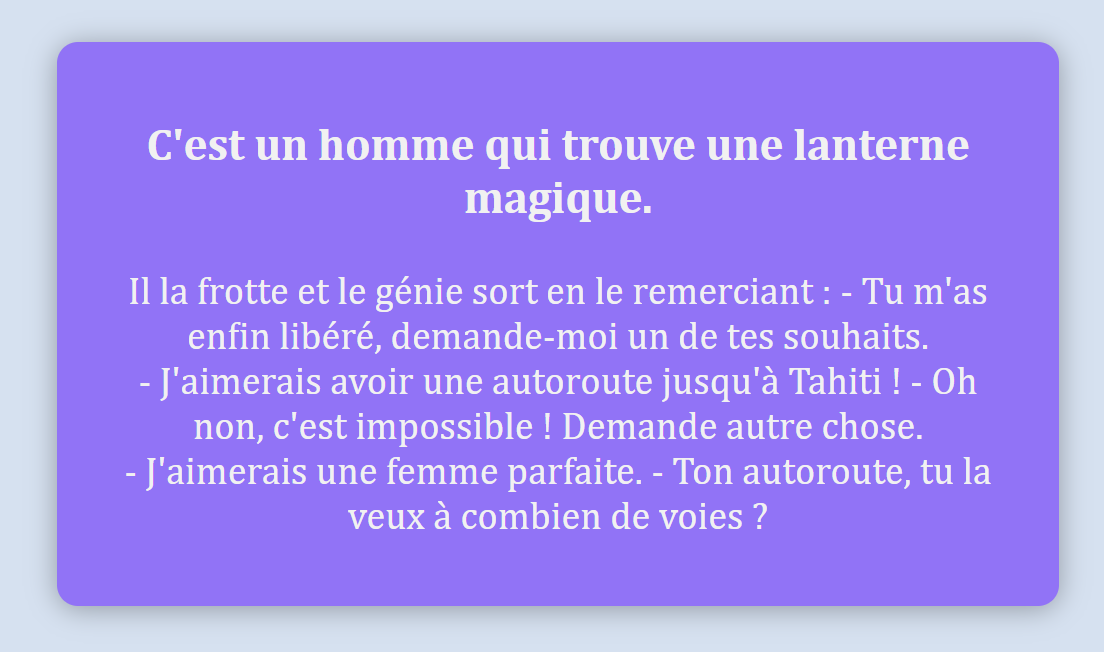 C'est un homme qui trouve une lanterne
magique.
Il la frotte et le génie sort en le remerciant : - Tu m'as
enfin libéré, demande-moi un de tes souhaits.
- J'aimerais avoir une autoroute jusqu'à Tahiti ! - Oh
non, c'est impossible ! Demande autre chose.
- J'aimerais une femme parfaite. - Ton autoroute, tu la
veux à combien de voies ?